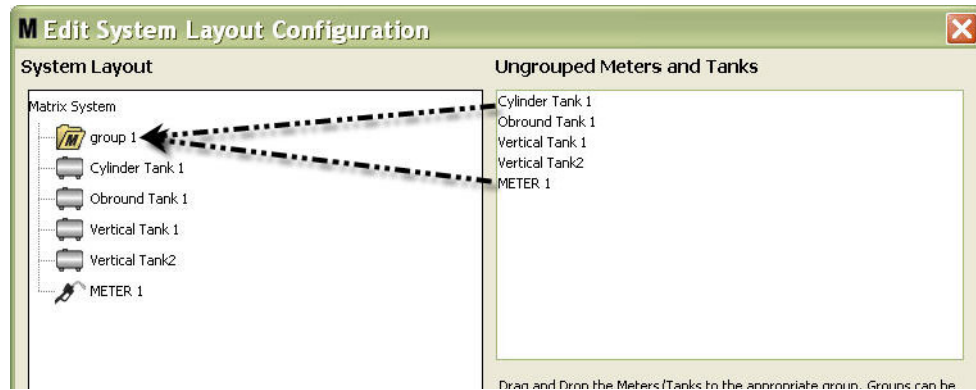 M Edit System Layout Configuration
System Layout
Ungrouped Meters and Tanks
Matrix System
M group 1
Cylinder Tank 1
Obround Tank 1
Vertical Tank 1
Vertical Tank2
METER 1
Cylinder Tank 1
Obround Tank 1
Vertical Tank 1
Vertical Tank2
METER 1
Drag and Drop the Meters/Tanks to the appropriate group. Groups can be